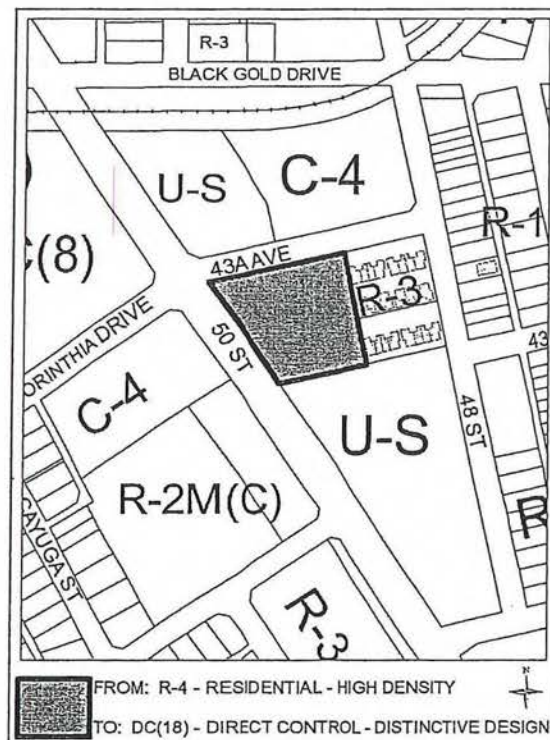 R-3
BLACK GOLD DRIVE
U-S
C-4
R-1
C(8)
43A AVE
R-3
ORINTHIA DRIVE
50 ST
43
C-4
U-S
48 ST
R-2M(C)
R
CAYUGA ST
R-3
N
FROM: R-4 - RESIDENTIAL - HIGH DENSITY
TO: DC(18) - DIRECT CONTROL - DISTINCTIVE DESIGN